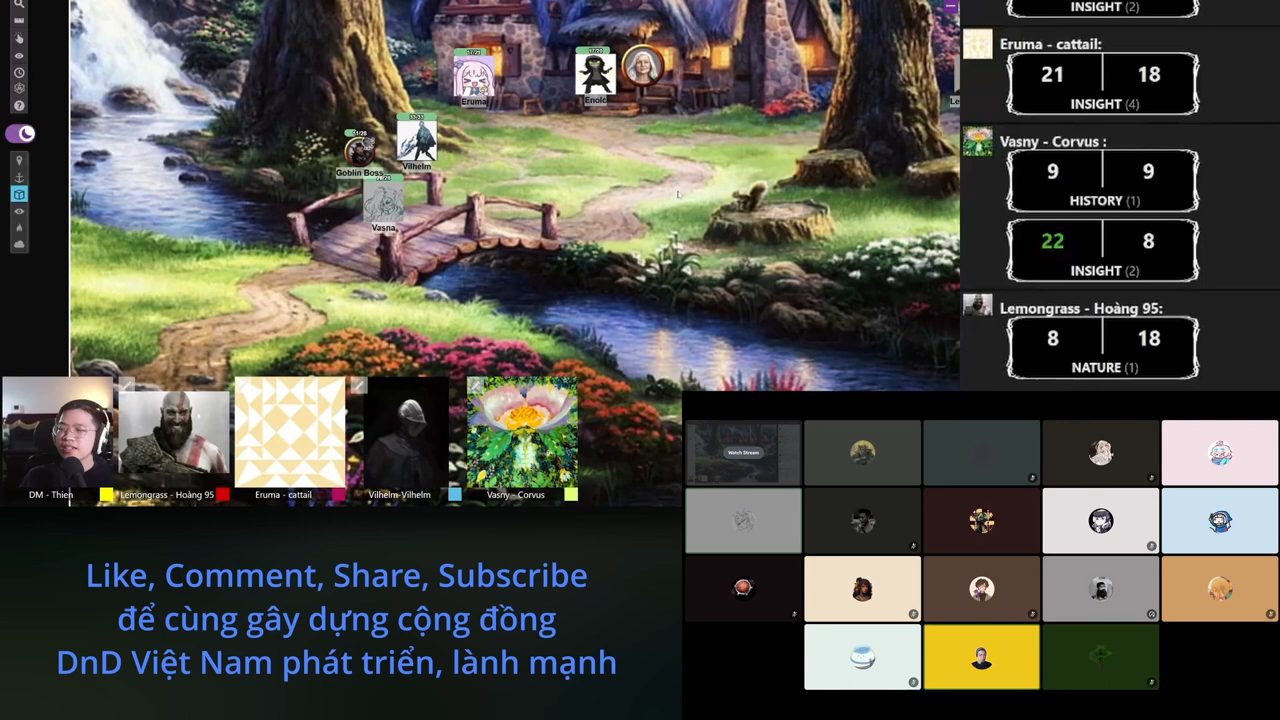 Eruma
Enolc
Vilhelm
Goblin Boss
Vasna
INSIGHT (2)
Eruma - cattail:
21
18
INSIGHT (4)
Vasny - Corvus :
9
9
HISTORY (1)
22
8
INSIGHT (2)
Lemongrass - Hoàng 95:
8
18
NATURE (1)
DM - Thien
Lemongrass - Hoàng 95
Eruma - cattail
Vilhelm-Vilhelm
Vasny - Corvus
Watch Stream
Like, Comment, Share, Subscribe
để cùng gây dựng cộng đồng
DnD Việt Nam phát triển, lành mạnh